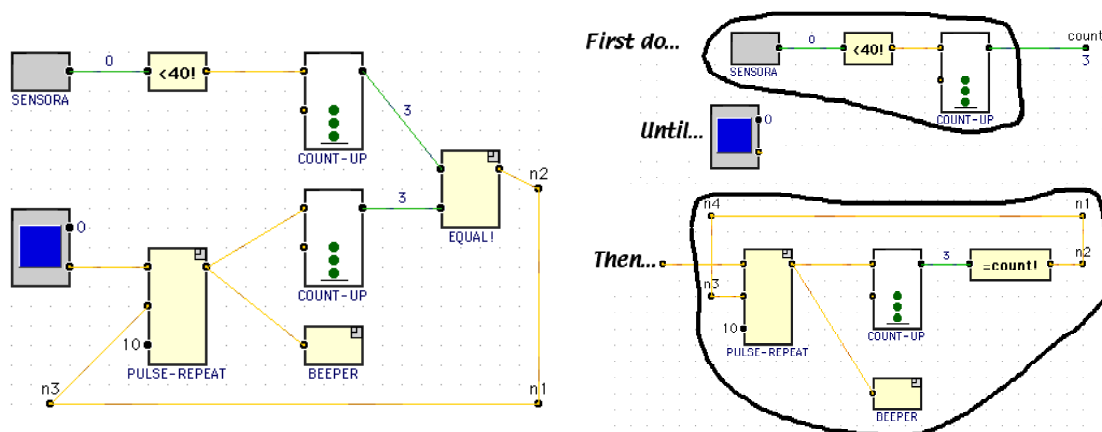 0
<40!
SENSORA
3
COUNT-UP
n2
0
3
EQUAL!
COUNT-UP
10
PULSE-REPEAT
BEEPER
n3
n1
First do...
0
<40!
count
3
SENSORA
COUNT-UP
Until...
0
n4
n1
Then...
3
=count!
n2
n3
10
PULSE-REPEAT
COUNT-UP
BEEPER